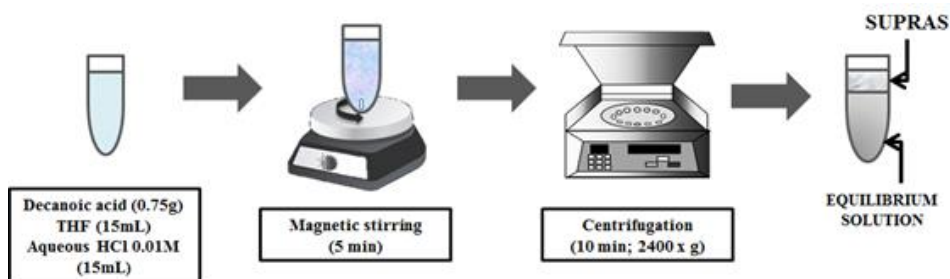 SUPRAS
Decanoic acid (0.75g)
THF (15mL)
Aqueous HCl 0.01M
(15mL)
Magnetic stirring
(5 min)
Centrifugation
(10 min; 2400 x g)
EQUILIBRIUM
SOLUTION